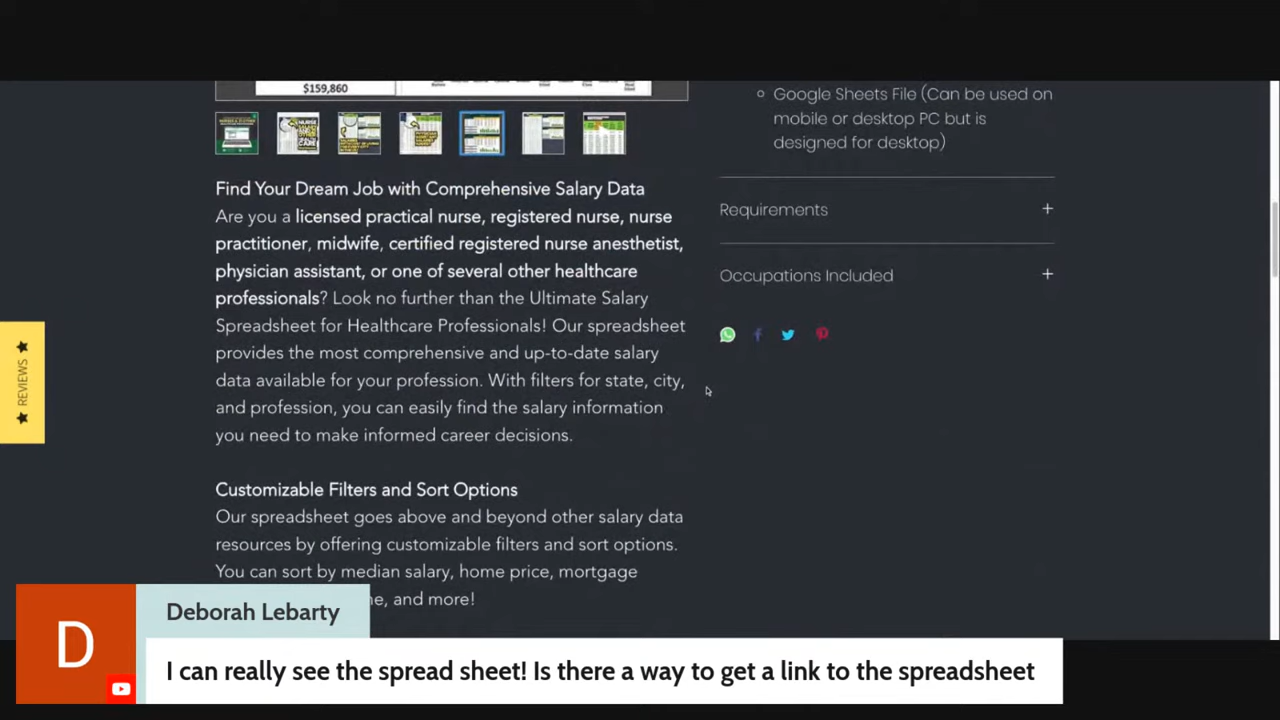 $159,860
Find Your Dream Job with Comprehensive Salary Data
Are you a licensed practical nurse, registered nurse, nurse
practitioner, midwife, certified registered nurse anesthetist,
physician assistant, or one of several other healthcare
professionals? Look no further than the Ultimate Salary
Spreadsheet for Healthcare Professionals! Our spreadsheet
provides the most comprehensive and up-to-date salary
data available for your profession. With filters for state, city,
and profession, you can easily find the salary information
you need to make informed career decisions.
Customizable Filters and Sort Options
Our spreadsheet goes above and beyond other salary data
resources by offering customizable filters and sort options.
You can sort by median salary, home price, mortgage
and more!
Google Sheets File (Can be used on
mobile or desktop PC but is
designed for desktop)
Requirements
Occupations Included
★ REVIEWS ★
D
Deborah Lebarty
I can really see the spread sheet! Is there a way to get a link to the spreadsheet